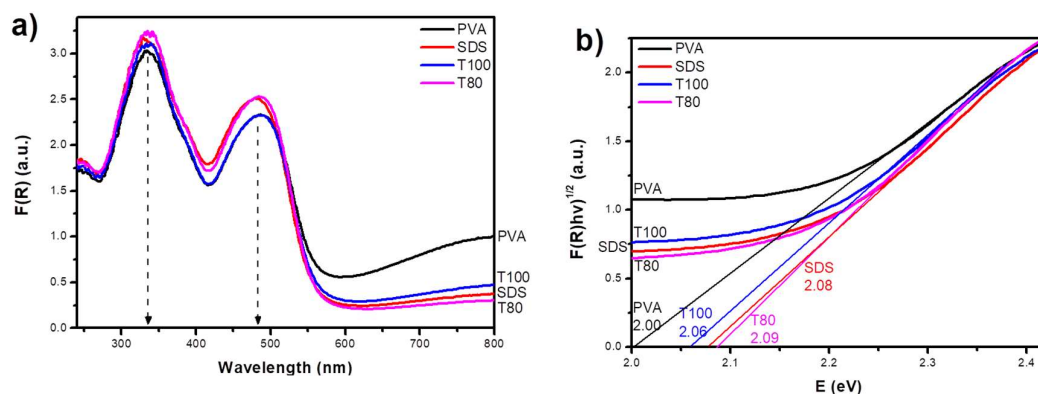 a)
F(R) (a.u.)
3.0
2.5
2.0
1.5
1.0
0.5
0.0
300 400 500 600 700 800
Wavelength (nm)
PVA
SDS
T100
T80
PVA
T100
SDS
T80
b)
F(R)hν)^1/2 (a.u.)
2.0
1.5
1.0
0.5
0.0
2.0 2.1 2.2 2.3 2.4
E (eV)
PVA
SDS
T100
T80
PVA
T100
SDS
T80
PVA
2.00
T100
2.06
SDS
2.08
T80
2.09